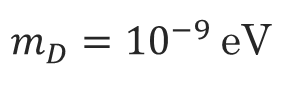 m_D = 10⁻⁹ eV